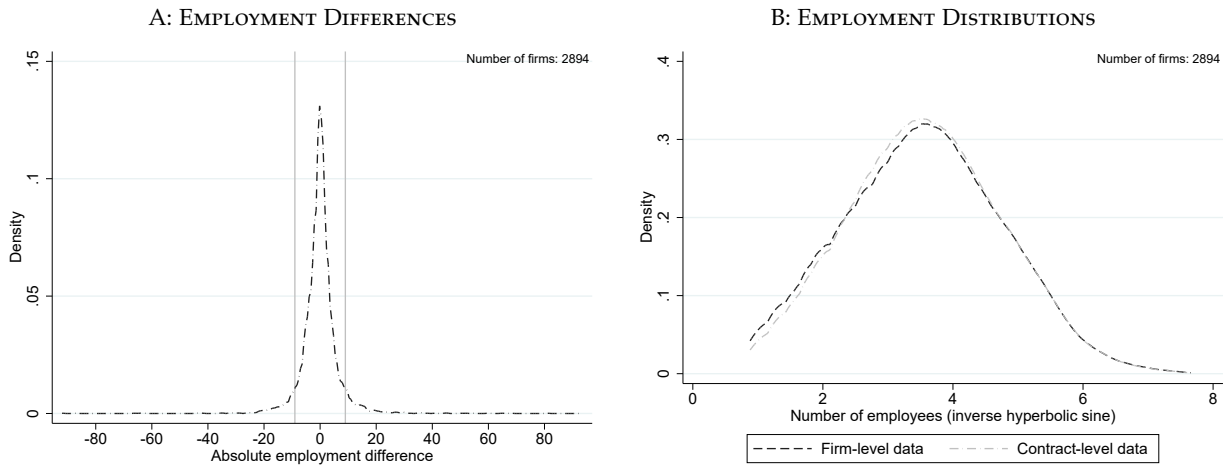 A: EMPLOYMENT DIFFERENCES
Number of firms: 2894
Density
.15
.1
.05
0
-80 -60 -40 -20 0 20 40 60 80
Absolute employment difference
B: EMPLOYMENT DISTRIBUTIONS
Number of firms: 2894
Density
.4
.3
.2
.1
0
0 2 4 6 8
Number of employees (inverse hyperbolic sine)
Firm-level data Contract-level data